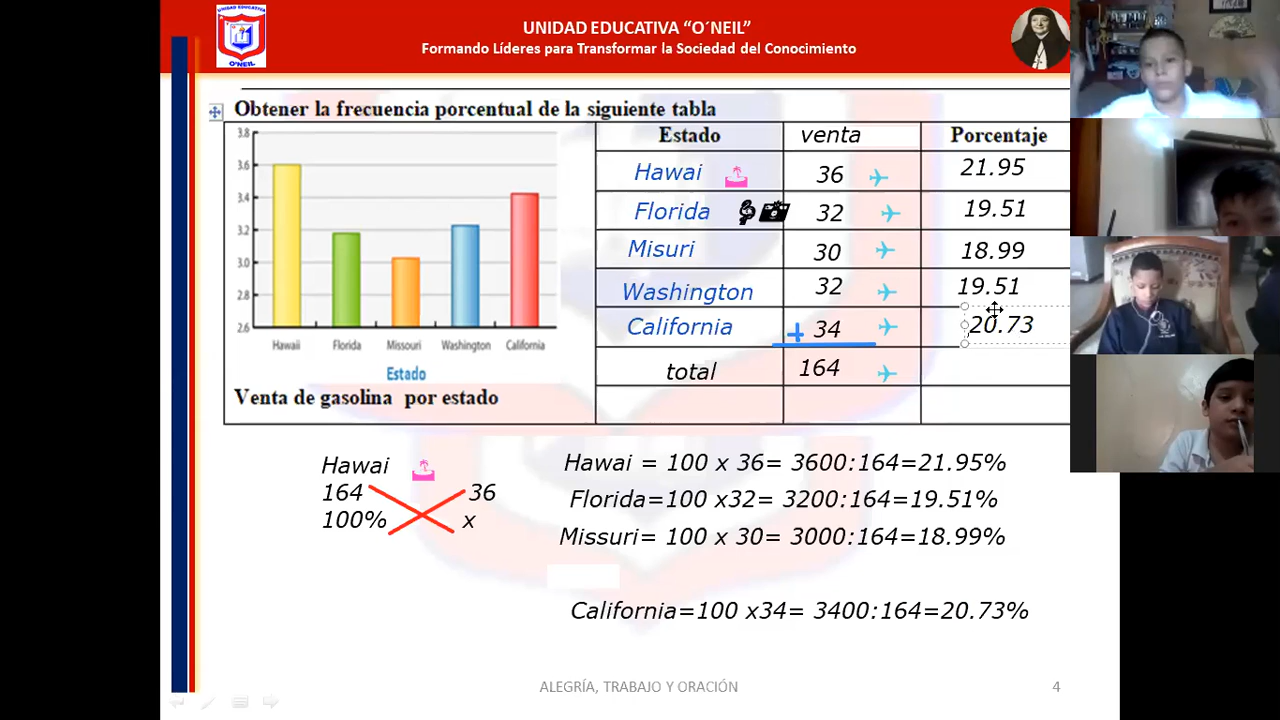 UNIDAD EDUCATIVA
O'NEIL
UNIDAD EDUCATIVA “O´NEIL”
Formando Líderes para Transformar la Sociedad del Conocimiento
Obtener la frecuencia porcentual de la siguiente tabla
3.8
3.6
3.4
3.2
3.0
2.8
2.6
Hawaii Florida Missouri Washington California
Estado
Venta de gasolina por estado
Estado venta Porcentaje
Hawai 36 21.95
Florida 32 19.51
Misuri 30 18.99
Washington 32 19.51
California + 34 20.73
total 164
Hawai
164 36
100% x
Hawai = 100 x 36= 3600:164=21.95%
Florida=100 x32= 3200:164=19.51%
Missuri= 100 x 30= 3000:164=18.99%
California=100 x34= 3400:164=20.73%
ALEGRÍA, TRABAJO Y ORACIÓN
4